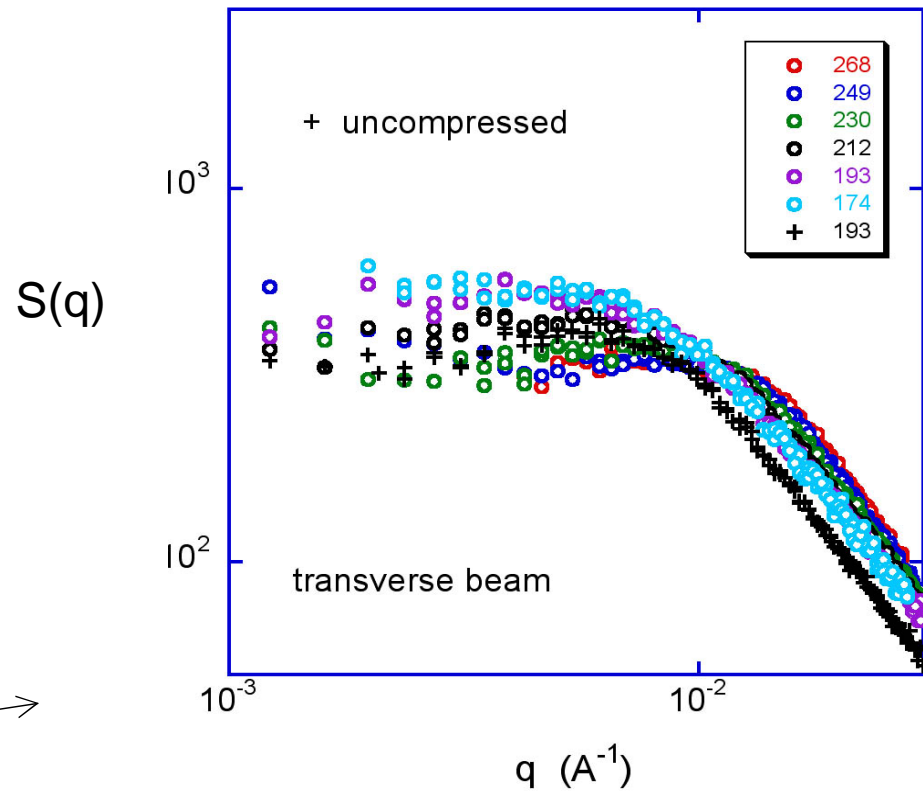 268
249
230
212
193
174
193
+ uncompressed
10³
S(q)
10²
transverse beam
10⁻³
10⁻²
q (A⁻¹)